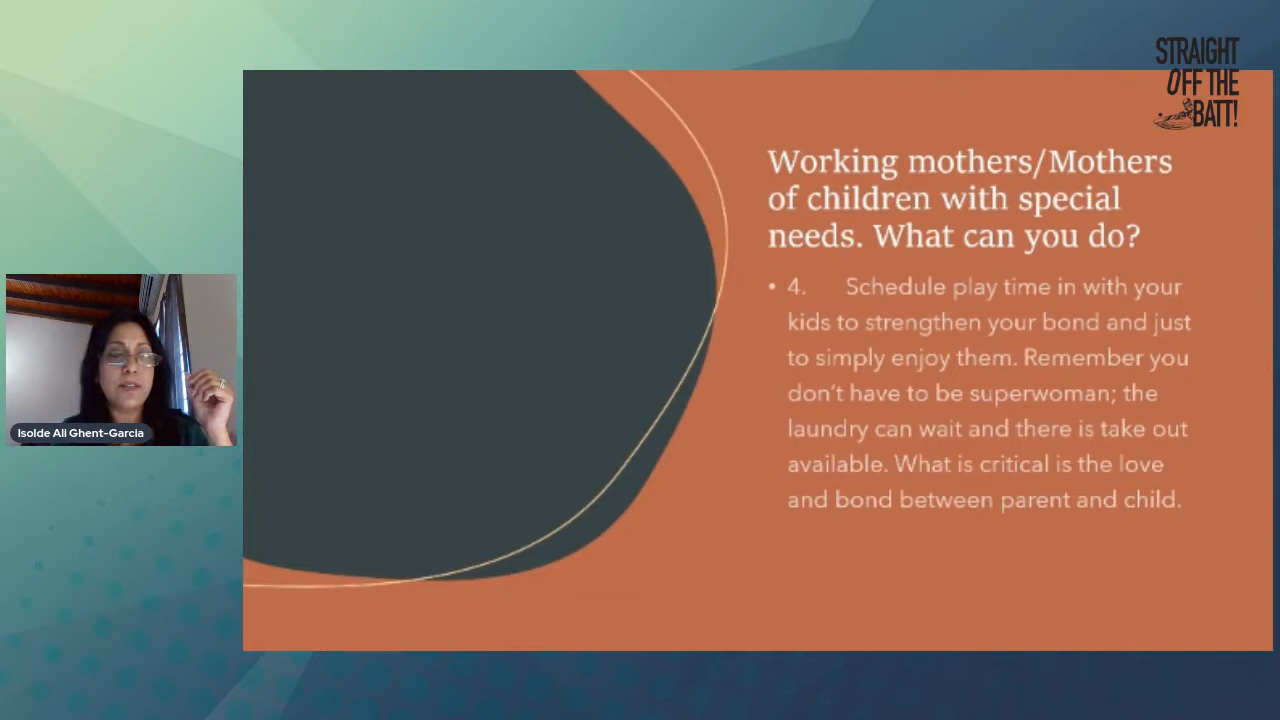 STRAIGHT
OFF THE
BATT!
Working mothers/Mothers
of children with special
needs. What can you do?
• 4. Schedule play time in with your
kids to strengthen your bond and just
to simply enjoy them. Remember you
don't have to be superwoman; the
laundry can wait and there is take out
available. What is critical is the love
and bond between parent and child.
Isolde Ali Ghent-Garcia